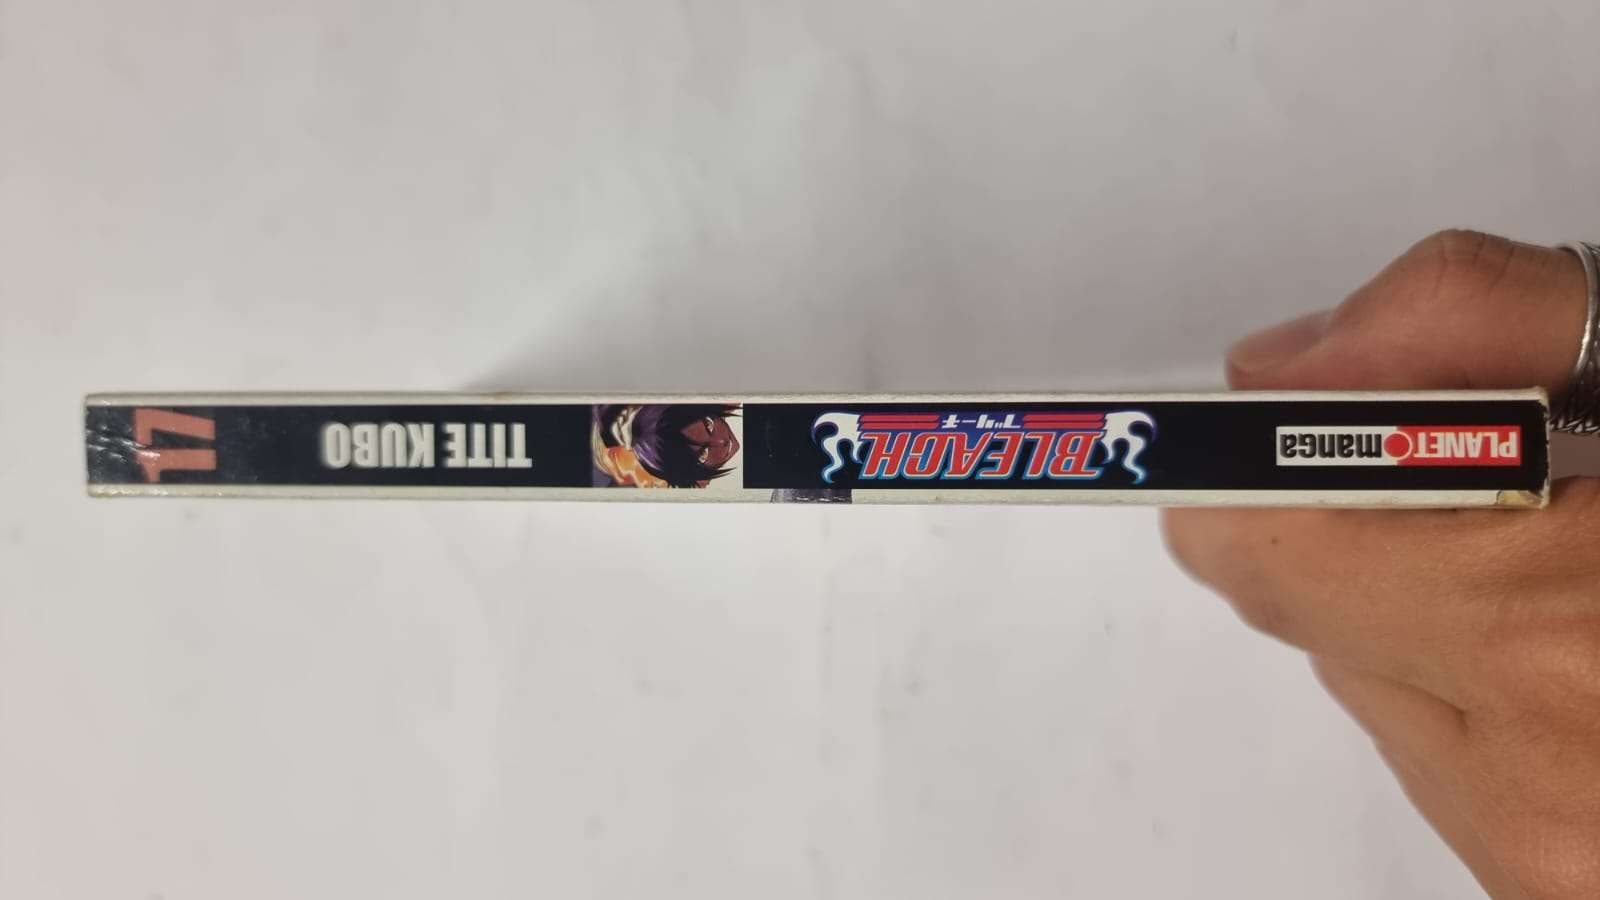 PLANET manga
BLEACH
ブリーチ
TITE KUBO
17